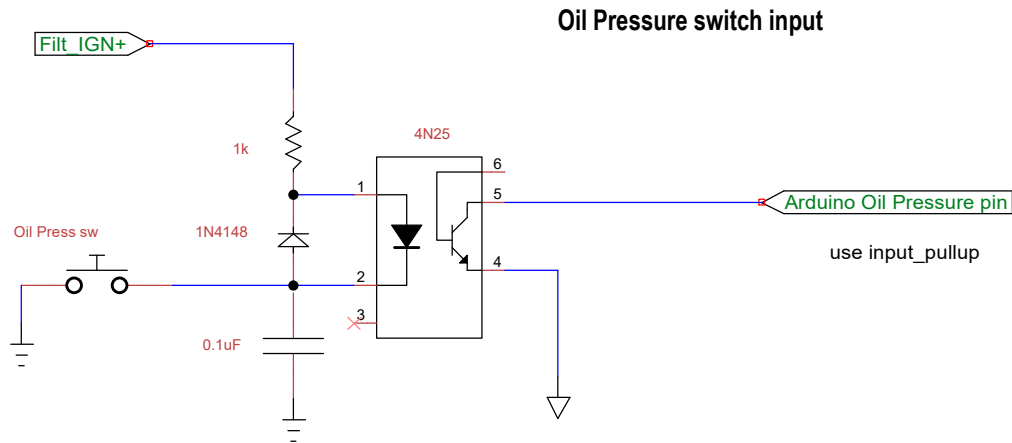 Oil Pressure switch input
Filt_IGN+
4N25
1k
6
1
5
Arduino Oil Pressure pin
Oil Press sw
1N4148
use input_pullup
4
2
3
0.1uF